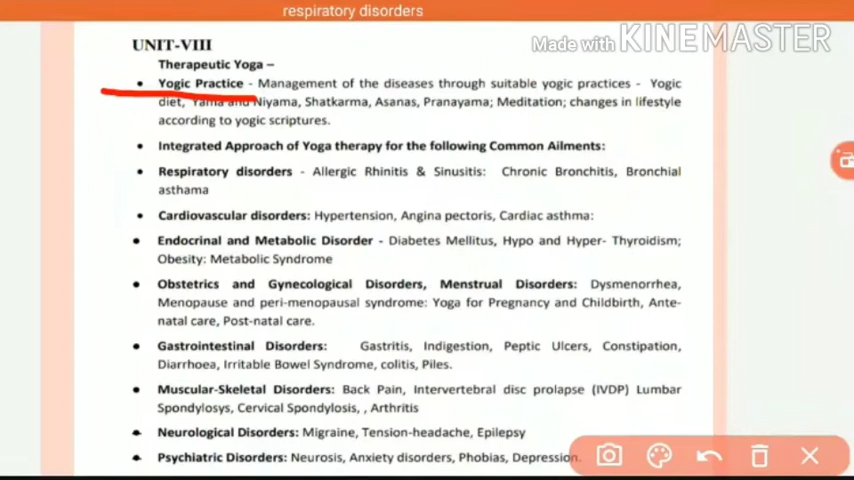 respiratory disorders
Made with KINEMASTER
UNIT-VIII
Therapeutic Yoga –
• Yogic Practice - Management of the diseases through suitable yogic practices - Yogic
diet, Yama and Niyama, Shatkarma, Asanas, Pranayama; Meditation; changes in lifestyle
according to yogic scriptures.
• Integrated Approach of Yoga therapy for the following Common Ailments:
• Respiratory disorders - Allergic Rhinitis & Sinusitis: Chronic Bronchitis, Bronchial
asthama
• Cardiovascular disorders: Hypertension, Angina pectoris, Cardiac asthma:
• Endocrinal and Metabolic Disorder - Diabetes Mellitus, Hypo and Hyper- Thyroidism;
Obesity: Metabolic Syndrome
• Obstetrics and Gynecological Disorders, Menstrual Disorders: Dysmenorrhea,
Menopause and peri-menopausal syndrome: Yoga for Pregnancy and Childbirth, Ante-
natal care, Post-natal care.
• Gastrointestinal Disorders: Gastritis, Indigestion, Peptic Ulcers, Constipation,
Diarrhoea, Irritable Bowel Syndrome, colitis, Piles.
• Muscular-Skeletal Disorders: Back Pain, Intervertebral disc prolapse (IVDP) Lumbar
Spondylosys, Cervical Spondylosis, , Arthritis
• Neurological Disorders: Migraine, Tension-headache, Epilepsy
• Psychiatric Disorders: Neurosis, Anxiety disorders, Phobias, Depression.